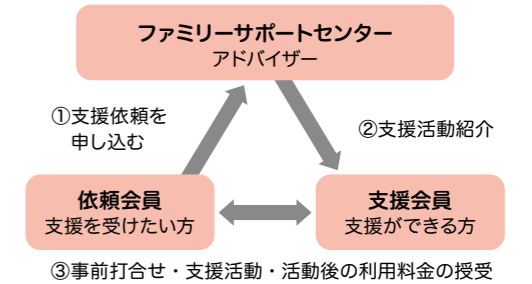 ファミリーサポートセンター
アドバイザー
①支援依頼を
申し込む
②支援活動紹介
依頼会員
支援を受けたい方
支援会員
支援ができる方
③事前打合せ・支援活動・活動後の利用料金の授受